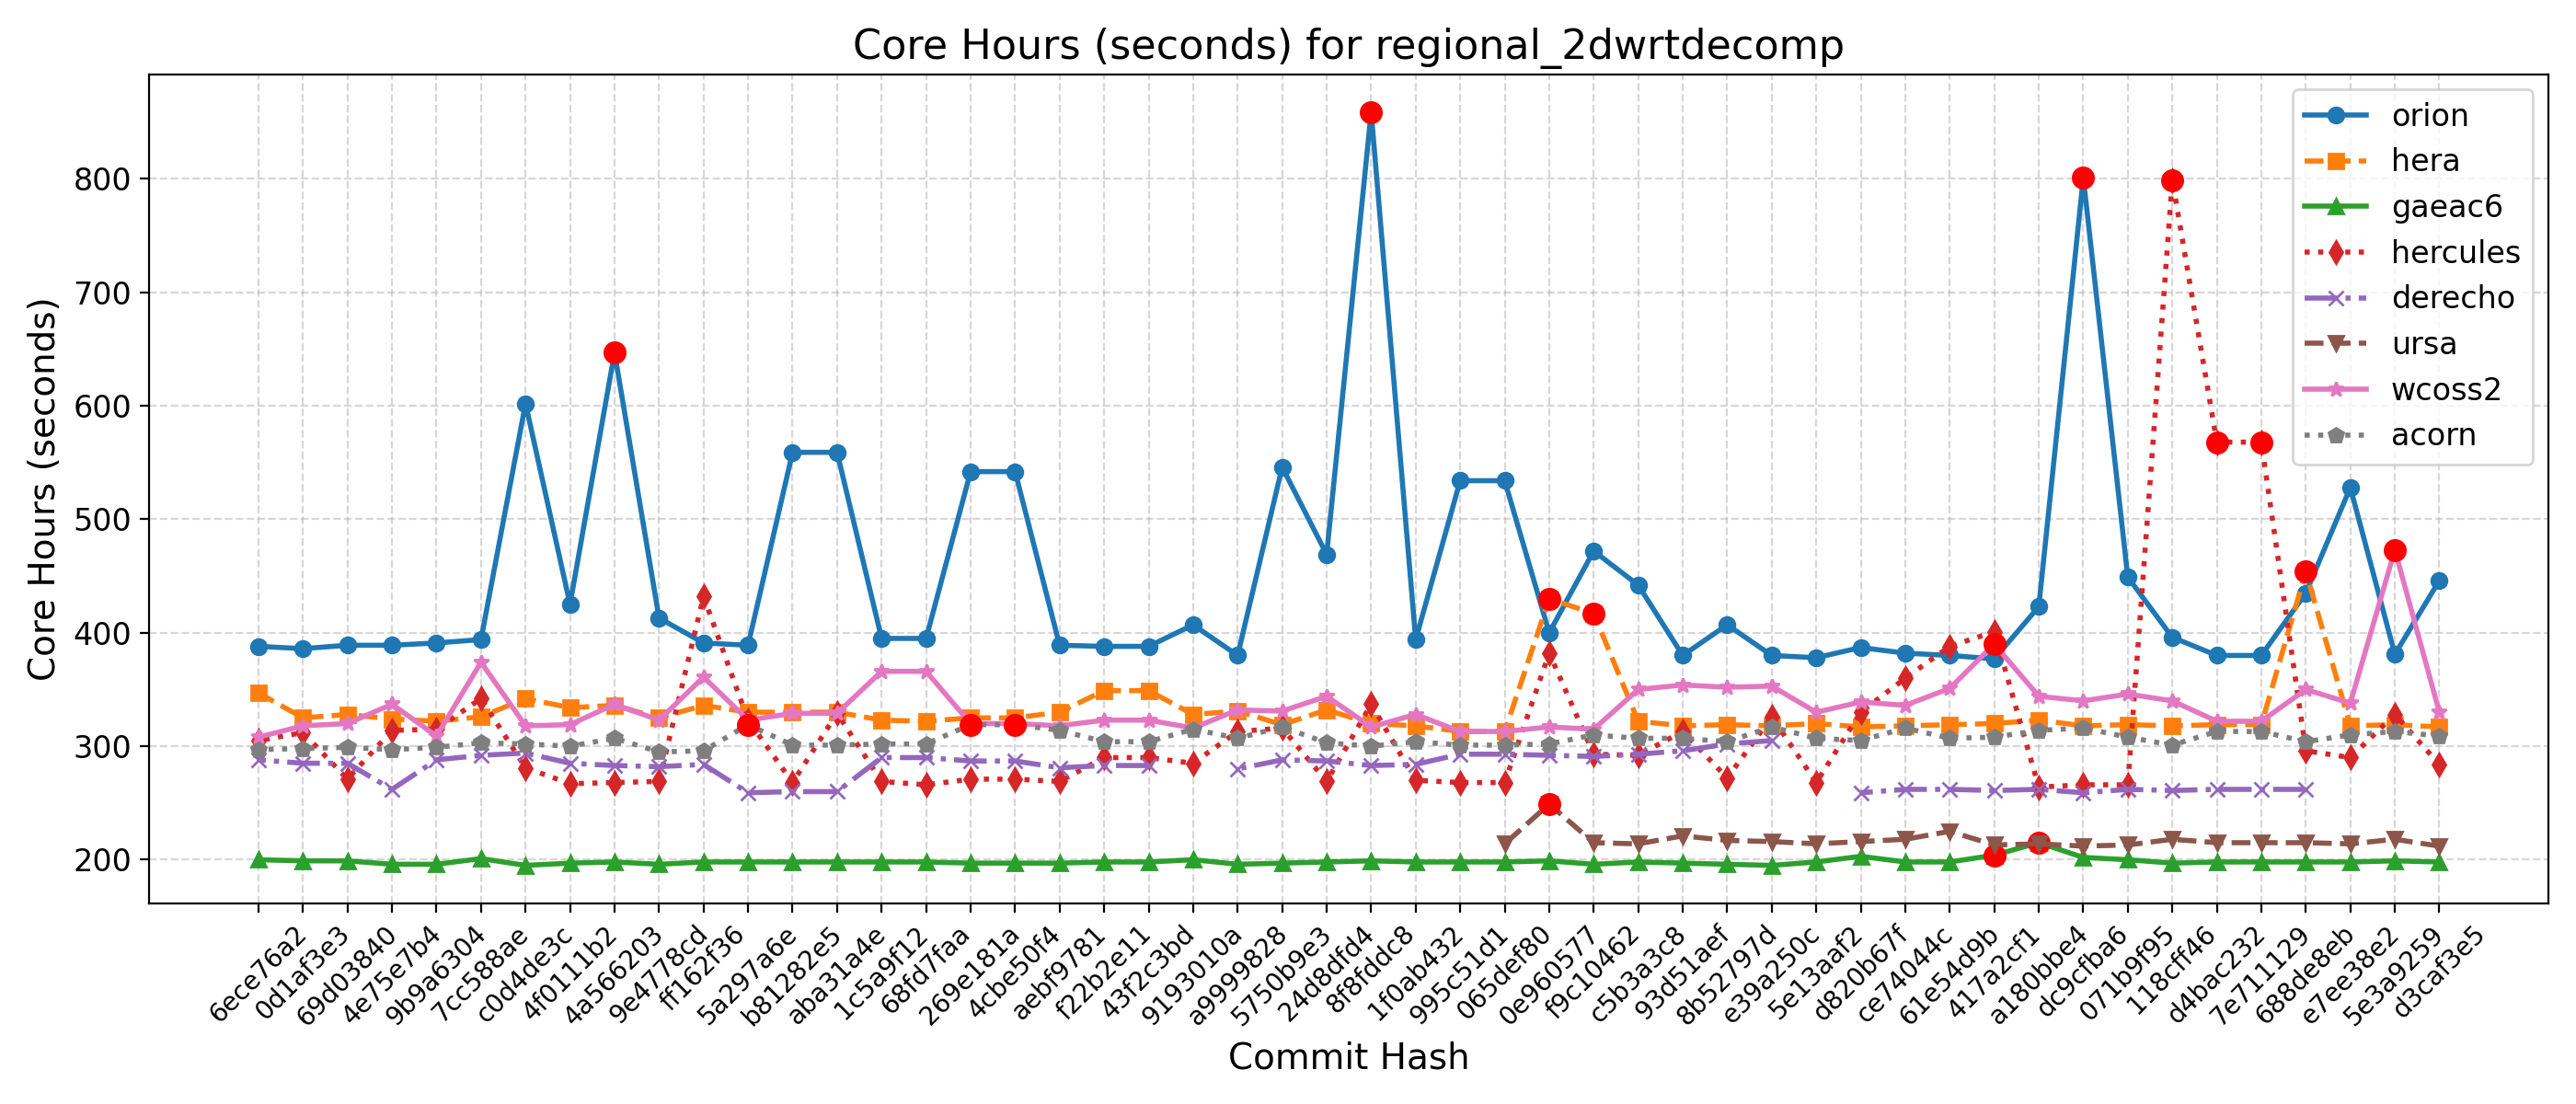 Core Hours (seconds) for regional_2dwrtdecomp
Core Hours (seconds)
800
700
600
500
400
300
200
orion
hera
gaeac6
hercules
derecho
ursa
wcoss2
acorn
6ece76a2
0d1af3e3
69d03840
4e75e7b4
9b9a6304
7cc588ae
c0d4de3c
4f0111b2
4a566203
9e4778cd
ff162f36
5a297a6e
b81282e5
aba31a4e
1c5a9f12
68fd7faa
269e181a
4cbe50f4
aebf9781
f22b2e11
43f2c3bd
9193010a
a9999828
5750b9e3
24d8dfd4
8f8fddc8
1f0ab432
995c51d1
065def80
0e960577
f9c10462
c5b3a3c8
93d51aef
8b52797d
e39a250c
5e13aaf2
d820b67f
ce74044c
61e54d9b
417a2cf1
a180bbe4
dc9cfba6
071b9f95
118cff46
d4bac232
7e711129
688de8eb
e7ee38e2
5e3a9259
d3caf3e5
Commit Hash